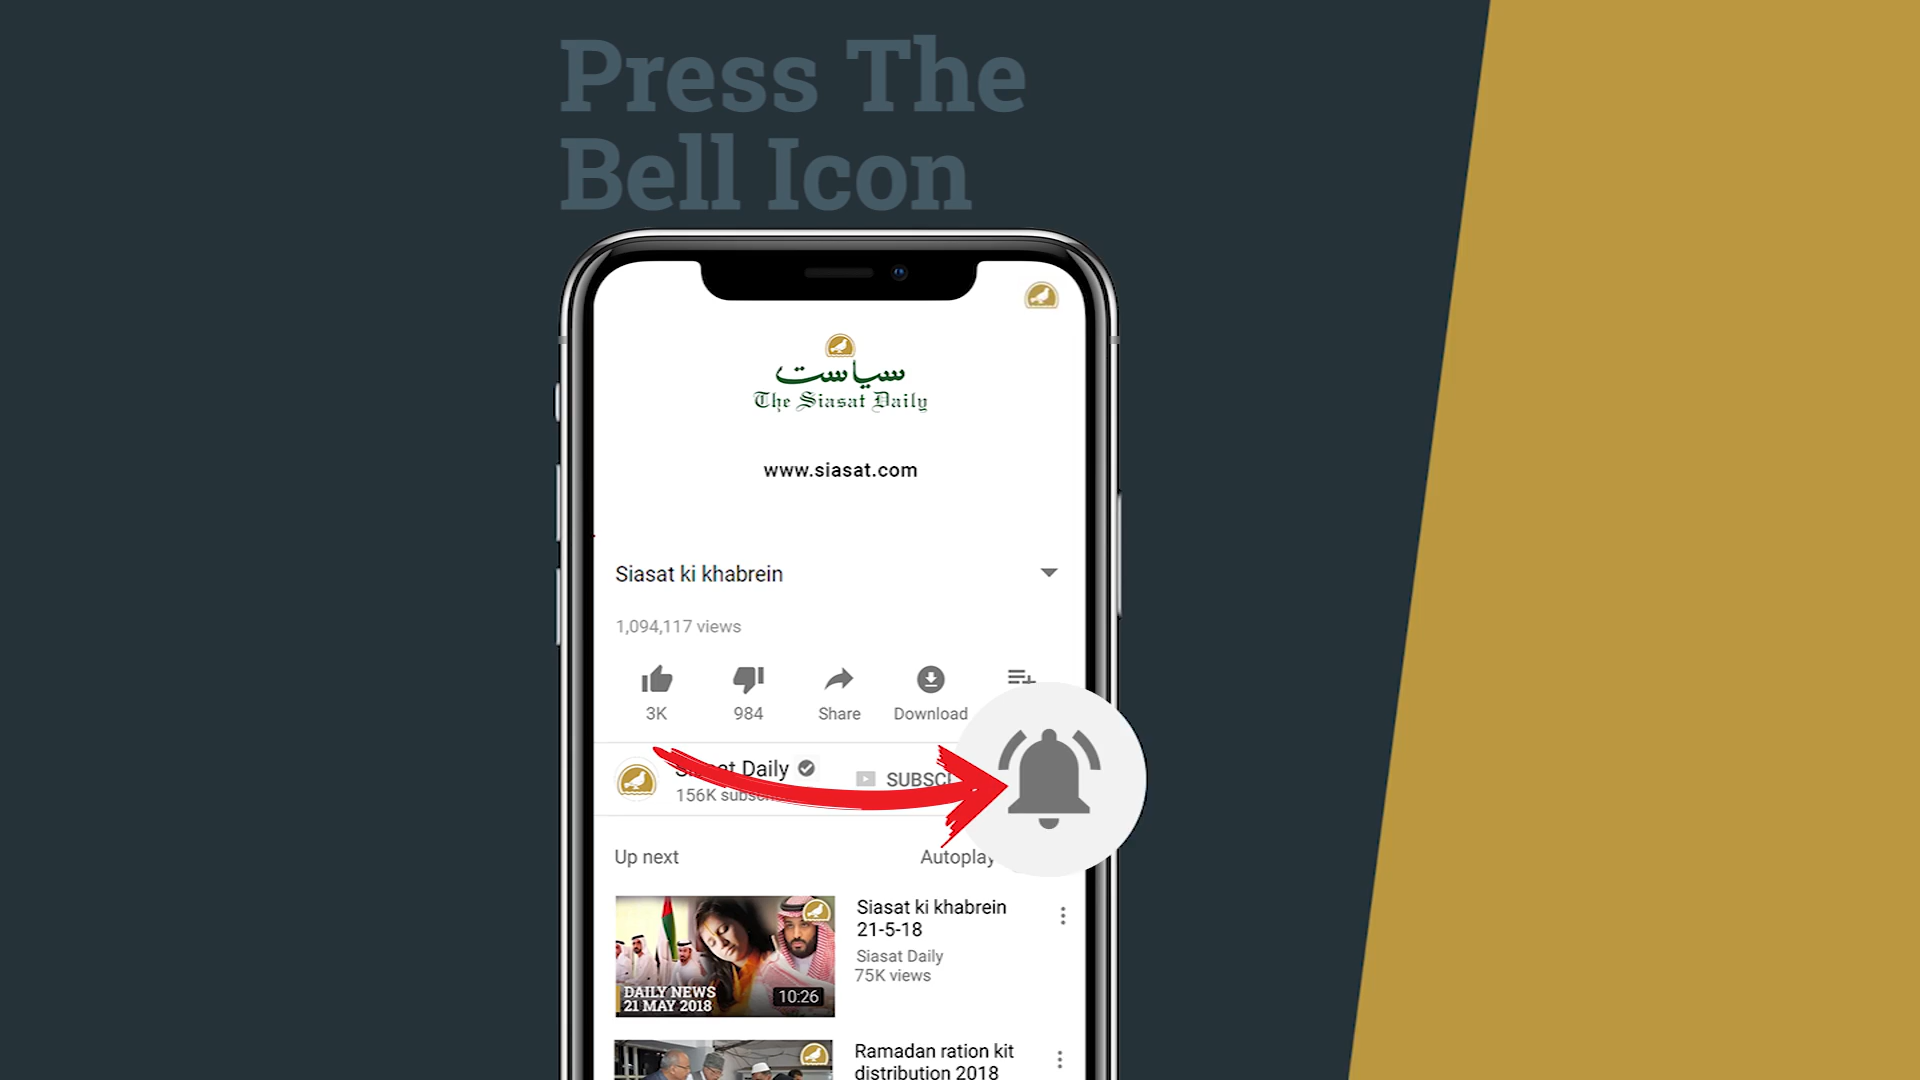 Press The
Bell Icon
سیاست
The Siasat Daily
www.siasat.com
Siasat ki khabrein
1,094,117 views
3K
984
Share
Download
Daily
SUBSC
156K
Up next
Autoplay
Siasat ki khabrein
21-5-18
Siasat Daily
75K views
DAILY NEWS
21 MAY 2018
10:26
Ramadan ration kit
distribution 2018